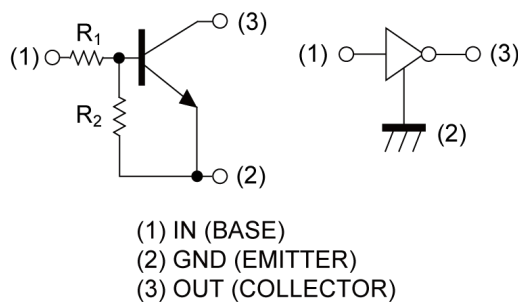 (3)
R1
(1)
R2
(2)
(1)
(3)
(2)
(1) IN (BASE)
(2) GND (EMITTER)
(3) OUT (COLLECTOR)